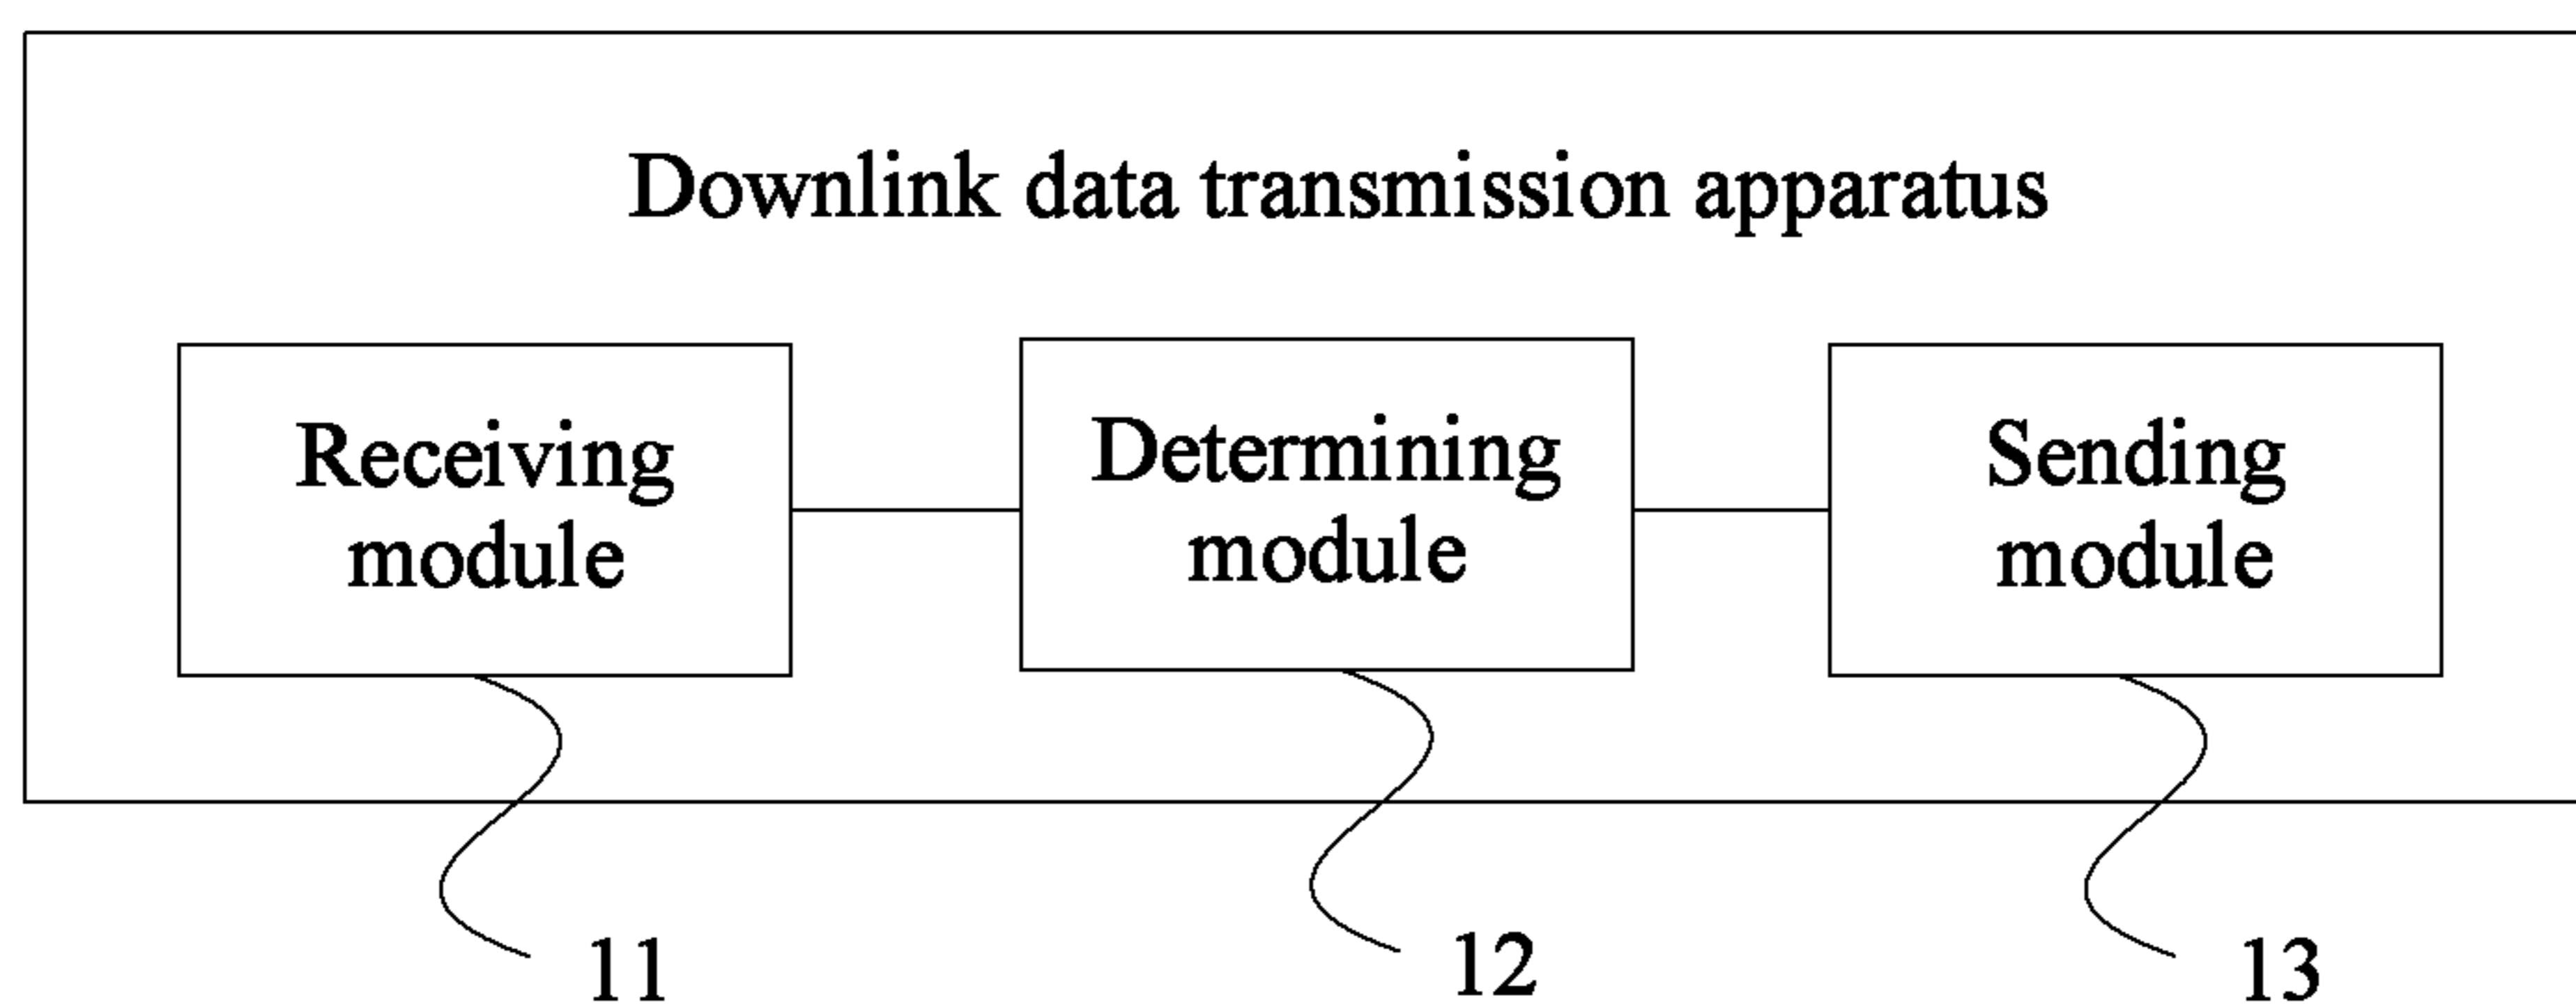 Downlink data transmission apparatus
Receiving
module
Determining
module
Sending
module
11
12
13